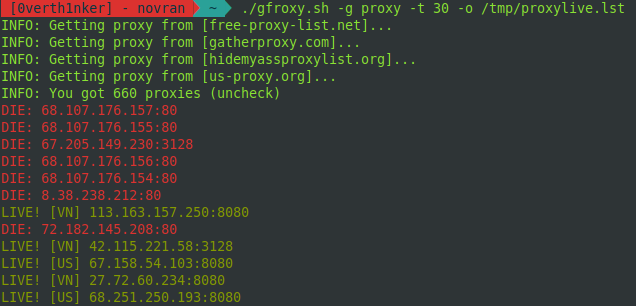 [0verth1nker] - novran ~ ./gfroxy.sh -g proxy -t 30 -o /tmp/proxylive.lst
INFO: Getting proxy from [free-proxy-list.net]...
INFO: Getting proxy from [gatherproxy.com]...
INFO: Getting proxy from [hidemyassproxylist.org]...
INFO: Getting proxy from [us-proxy.org]...
INFO: You got 660 proxies (uncheck)
DIE: 68.107.176.157:80
DIE: 68.107.176.155:80
DIE: 67.205.149.230:3128
DIE: 68.107.176.156:80
DIE: 68.107.176.154:80
DIE: 8.38.238.212:80
LIVE! [VN] 113.163.157.250:8080
DIE: 72.182.145.208:80
LIVE! [VN] 42.115.221.58:3128
LIVE! [US] 67.158.54.103:8080
LIVE! [VN] 27.72.60.234:8080
LIVE! [US] 68.251.250.193:8080